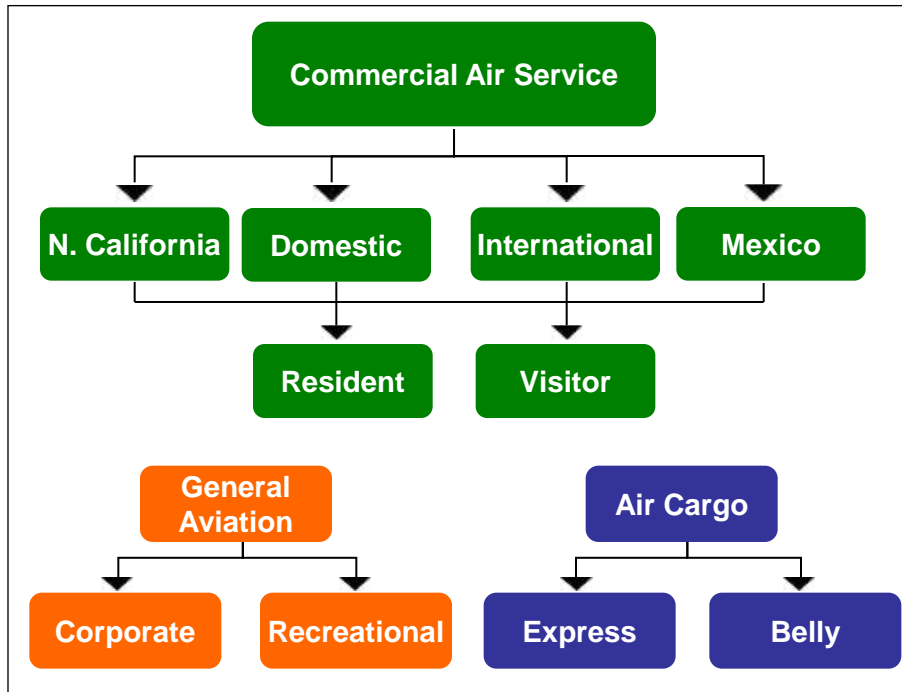 Commercial Air Service
N. California
Domestic
International
Mexico
Resident
Visitor
General
Aviation
Air Cargo
Corporate
Recreational
Express
Belly